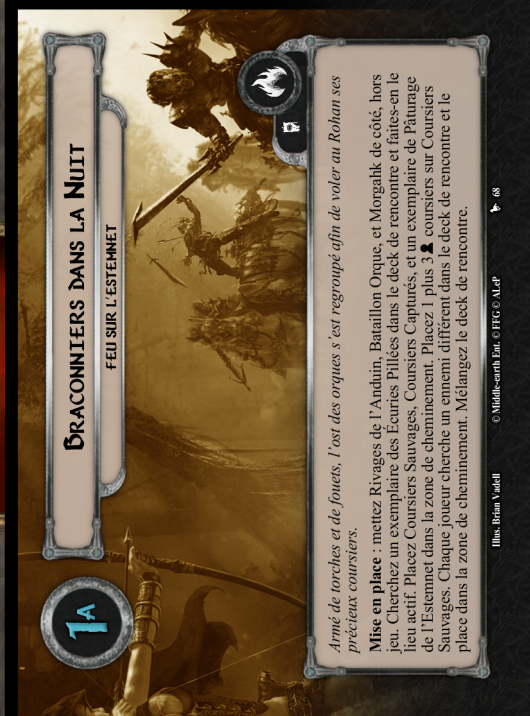 1A
BRACONNIERS DANS LA NUIT
FEU SUR L'ESTEMNET
Armé de torches et de fouets, l'ost des orques s'est regroupé afin de voler au Rohan ses
précieux coursiers.
Mise en place : mettez Rivages de l'Anduin, Bataillon Orque, et Morgahk de côté, hors
jeu. Cherchez un exemplaire des Écuries Pillées dans le deck de rencontre et faites-en le
lieu actif. Placez Coursiers Sauvages, Coursiers Capturés, et un exemplaire de Pâturage
de l'Estemnet dans la zone de cheminement. Placez 1 plus 3 coursiers sur Coursiers
Sauvages. Chaque joueur cherche un ennemi différent dans le deck de rencontre et le
place dans la zone de cheminement. Mélangez le deck de rencontre.
Illus. Brian Vadell © Middle-earth Ent. © FFG © ALeP 68